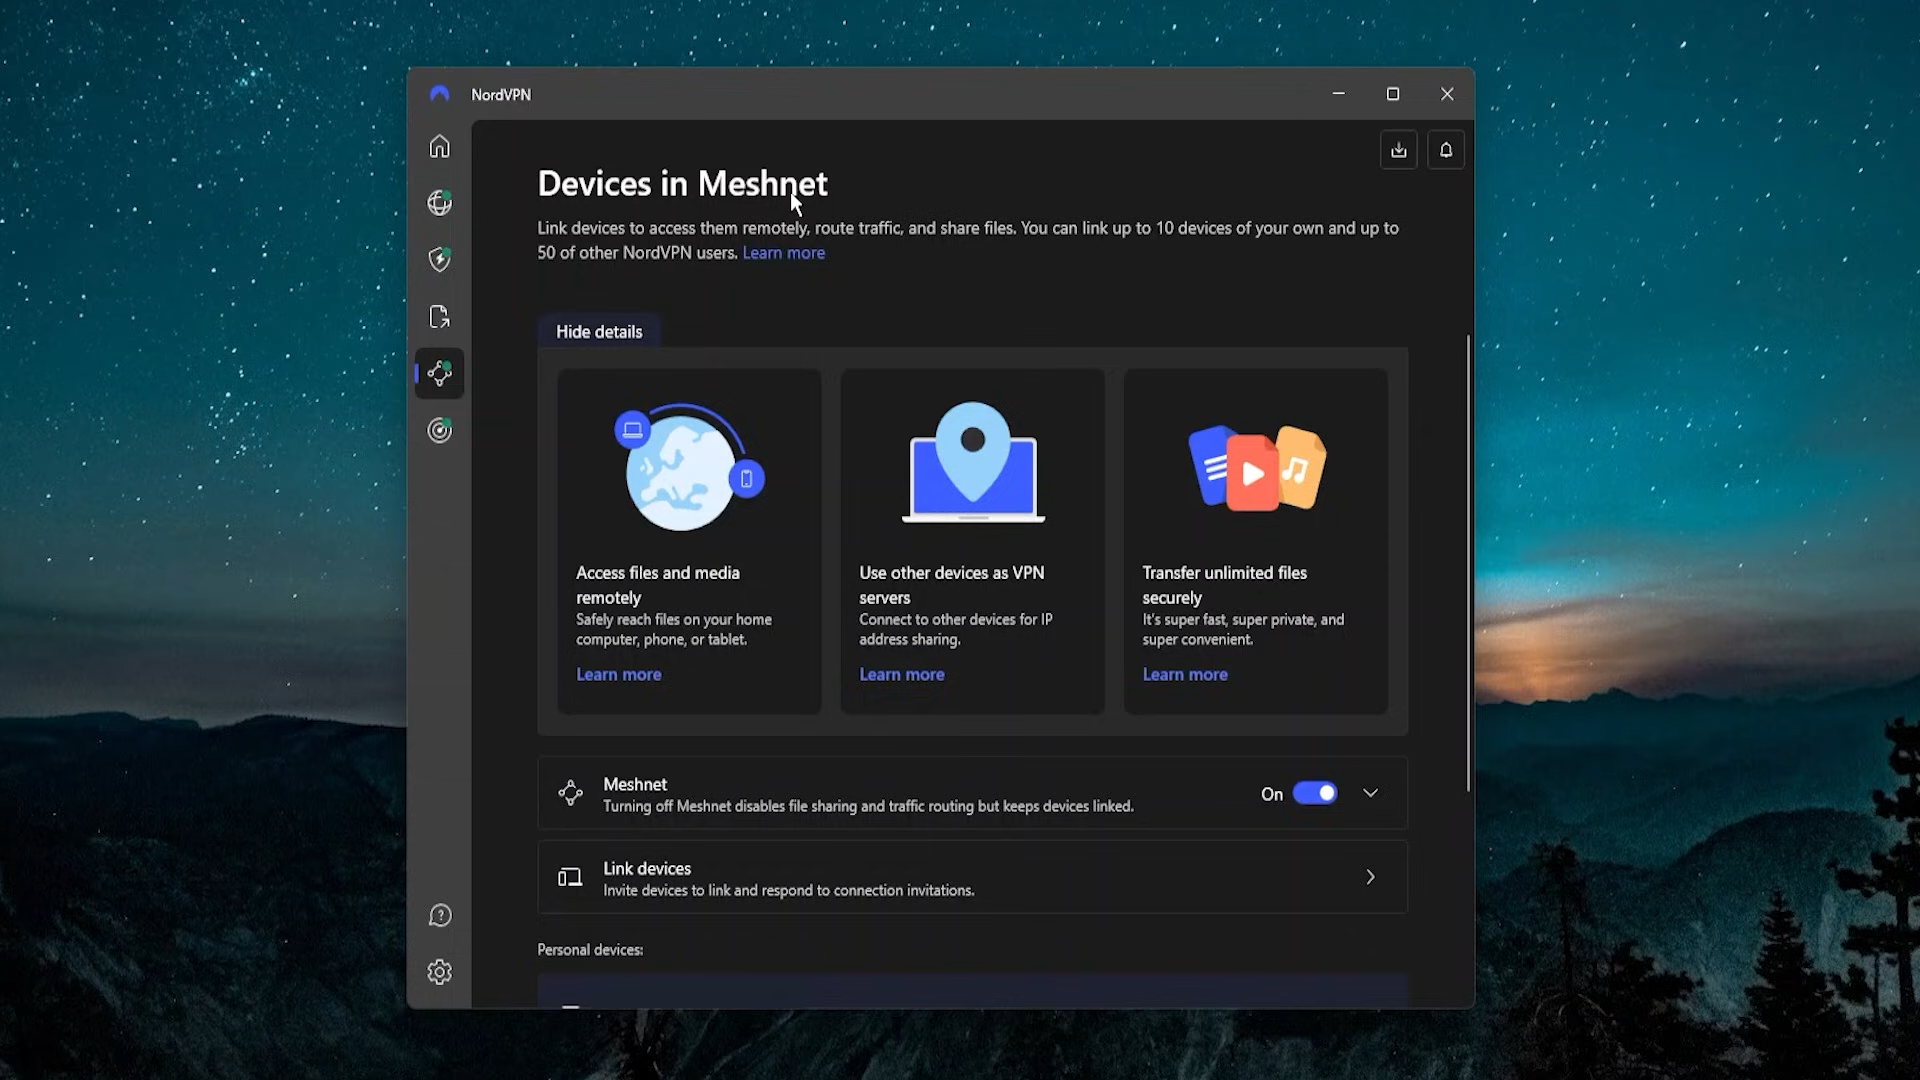 NordVPN
Devices in Meshnet
Link devices to access them remotely, route traffic, and share files. You can link up to 10 devices of your own and up to
50 of other NordVPN users. Learn more
Hide details
Access files and media
remotely
Safely reach files on your home
computer, phone, or tablet.
Learn more
Use other devices as VPN
servers
Connect to other devices for IP
address sharing.
Learn more
Transfer unlimited files
securely
It's super fast, super private, and
super convenient.
Learn more
Meshnet
Turning off Meshnet disables file sharing and traffic routing but keeps devices linked.
On
Link devices
Invite devices to link and respond to connection invitations.
Personal devices: